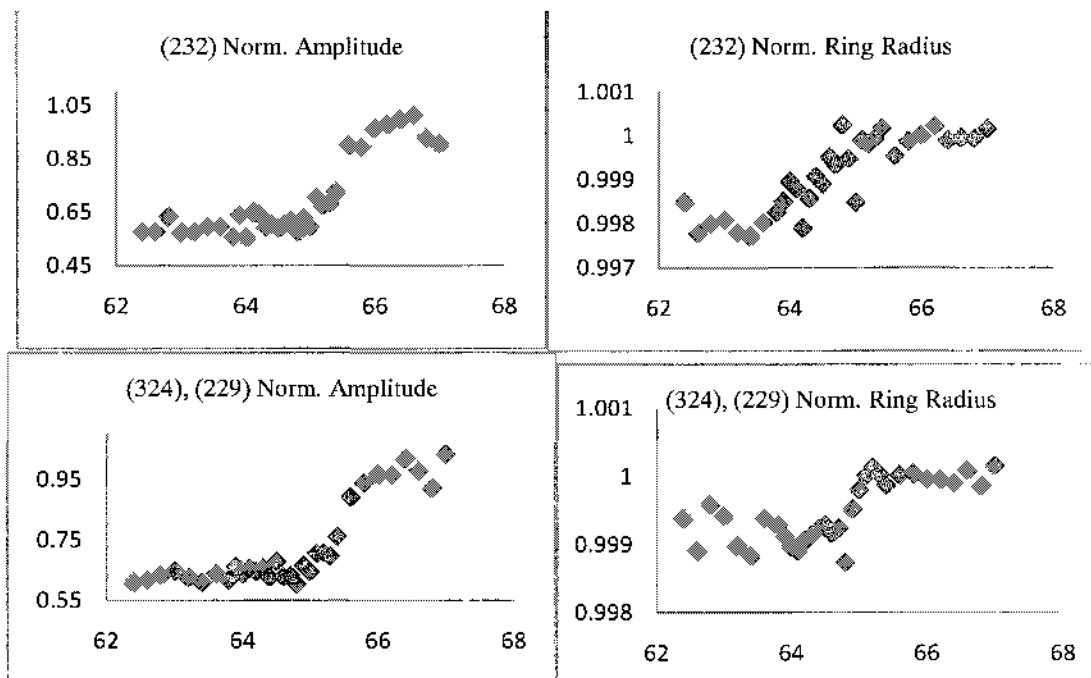 (232) Norm. Amplitude
1.05
0.85
0.65
0.45
62 64 66 68
(232) Norm. Ring Radius
1.001
1
0.999
0.998
0.997
62 64 66 68
(324), (229) Norm. Amplitude
0.95
0.75
0.55
62 64 66 68
(324), (229) Norm. Ring Radius
1.001
1
0.999
0.998
62 64 66 68